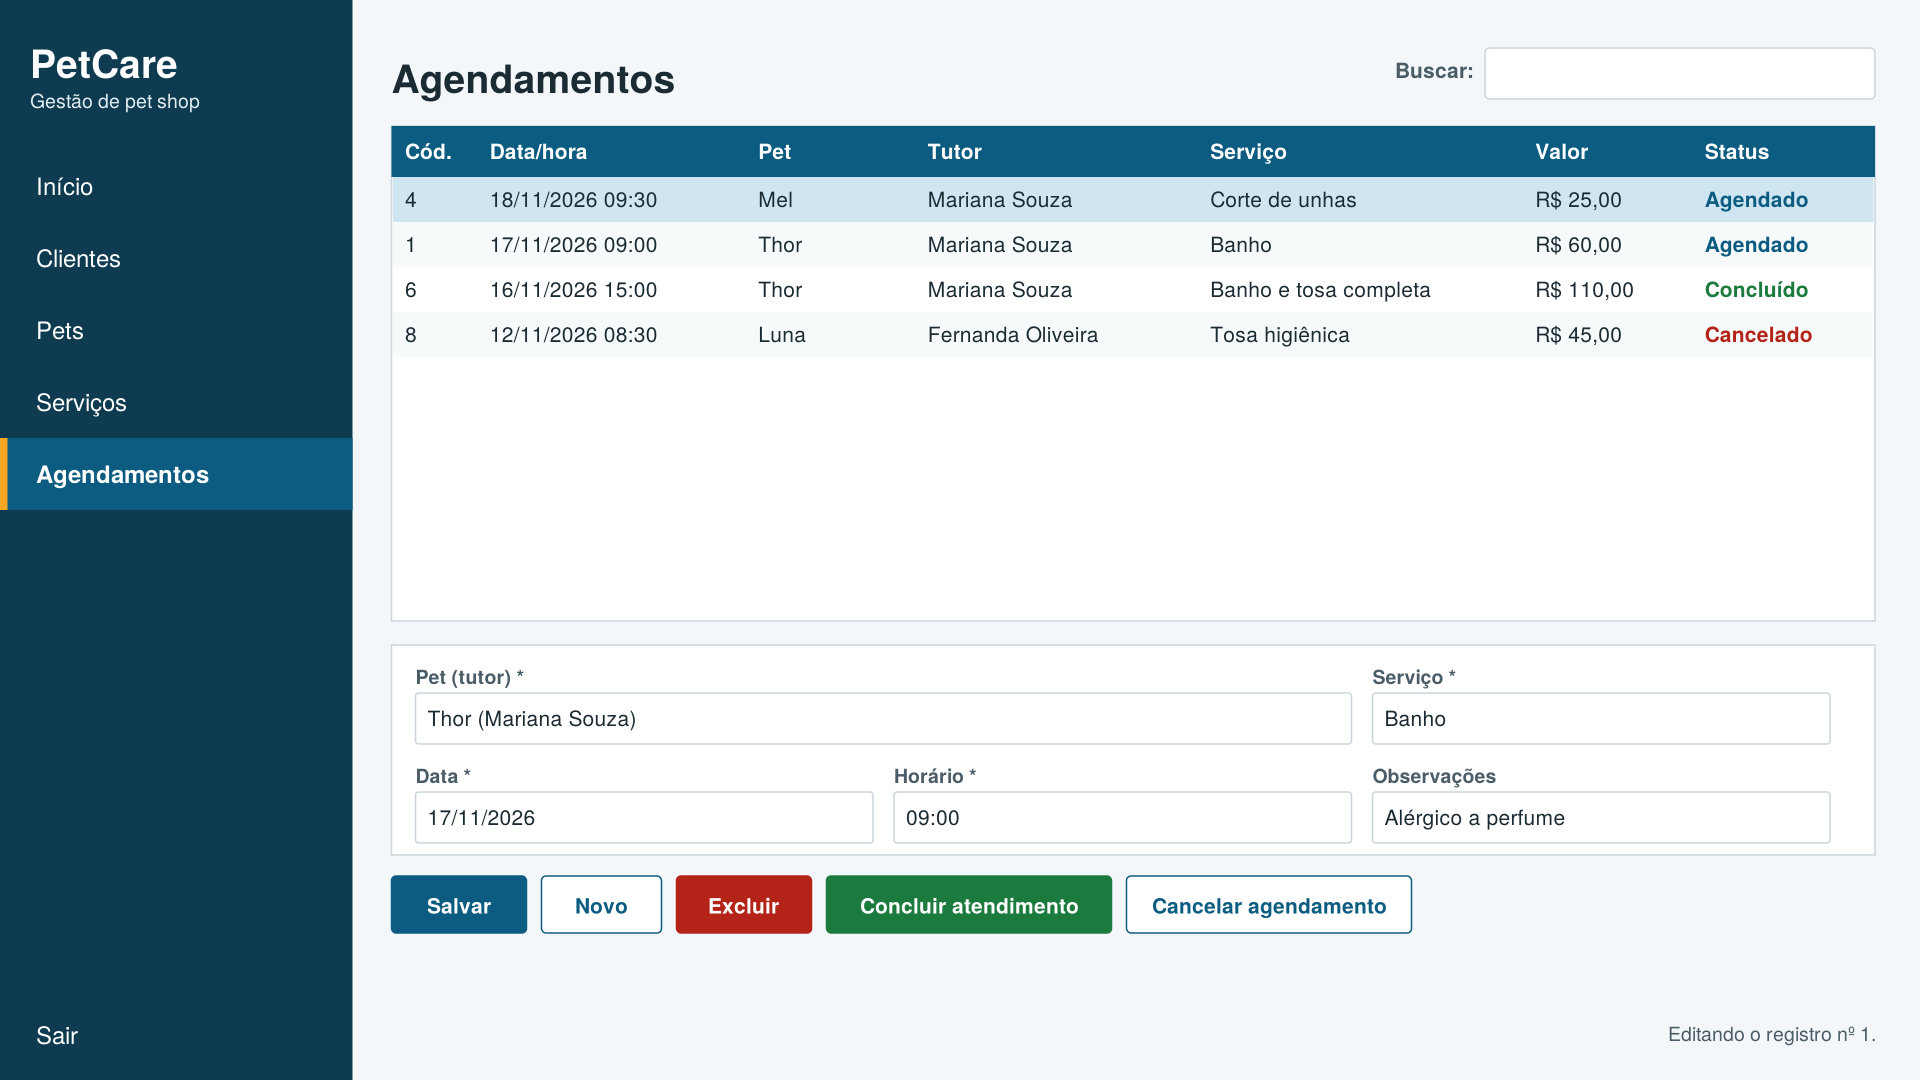 PetCare
Gestão de pet shop
Início
Clientes
Pets
Serviços
Agendamentos
Sair
Agendamentos
Buscar:
Cód. Data/hora Pet Tutor Serviço Valor Status
4 18/11/2026 09:30 Mel Mariana Souza Corte de unhas R$ 25,00 Agendado
1 17/11/2026 09:00 Thor Mariana Souza Banho R$ 60,00 Agendado
6 16/11/2026 15:00 Thor Mariana Souza Banho e tosa completa R$ 110,00 Concluído
8 12/11/2026 08:30 Luna Fernanda Oliveira Tosa higiênica R$ 45,00 Cancelado
Pet (tutor) * Serviço *
Thor (Mariana Souza) Banho
Data * Horário * Observações
17/11/2026 09:00 Alérgico a perfume
Salvar Novo Excluir Concluir atendimento Cancelar agendamento
Editando o registro nº 1.